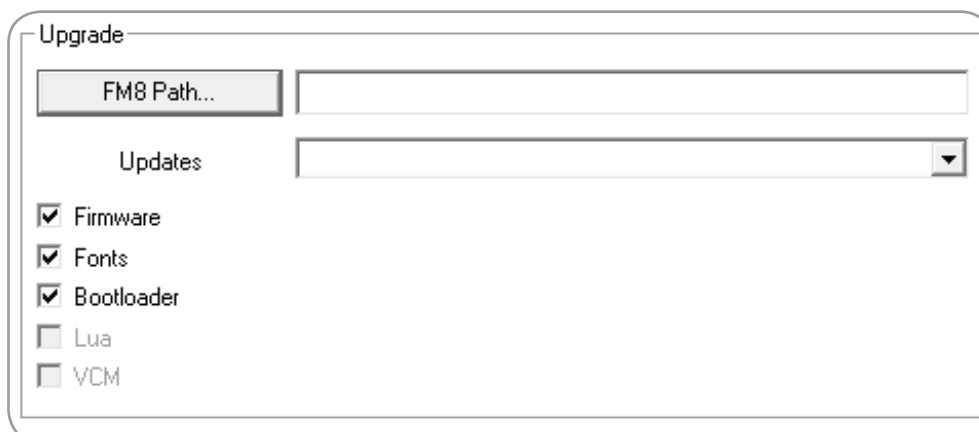 Upgrade
FM8 Path...
Updates
Firmware
Fonts
Bootloader
Lua
VCM